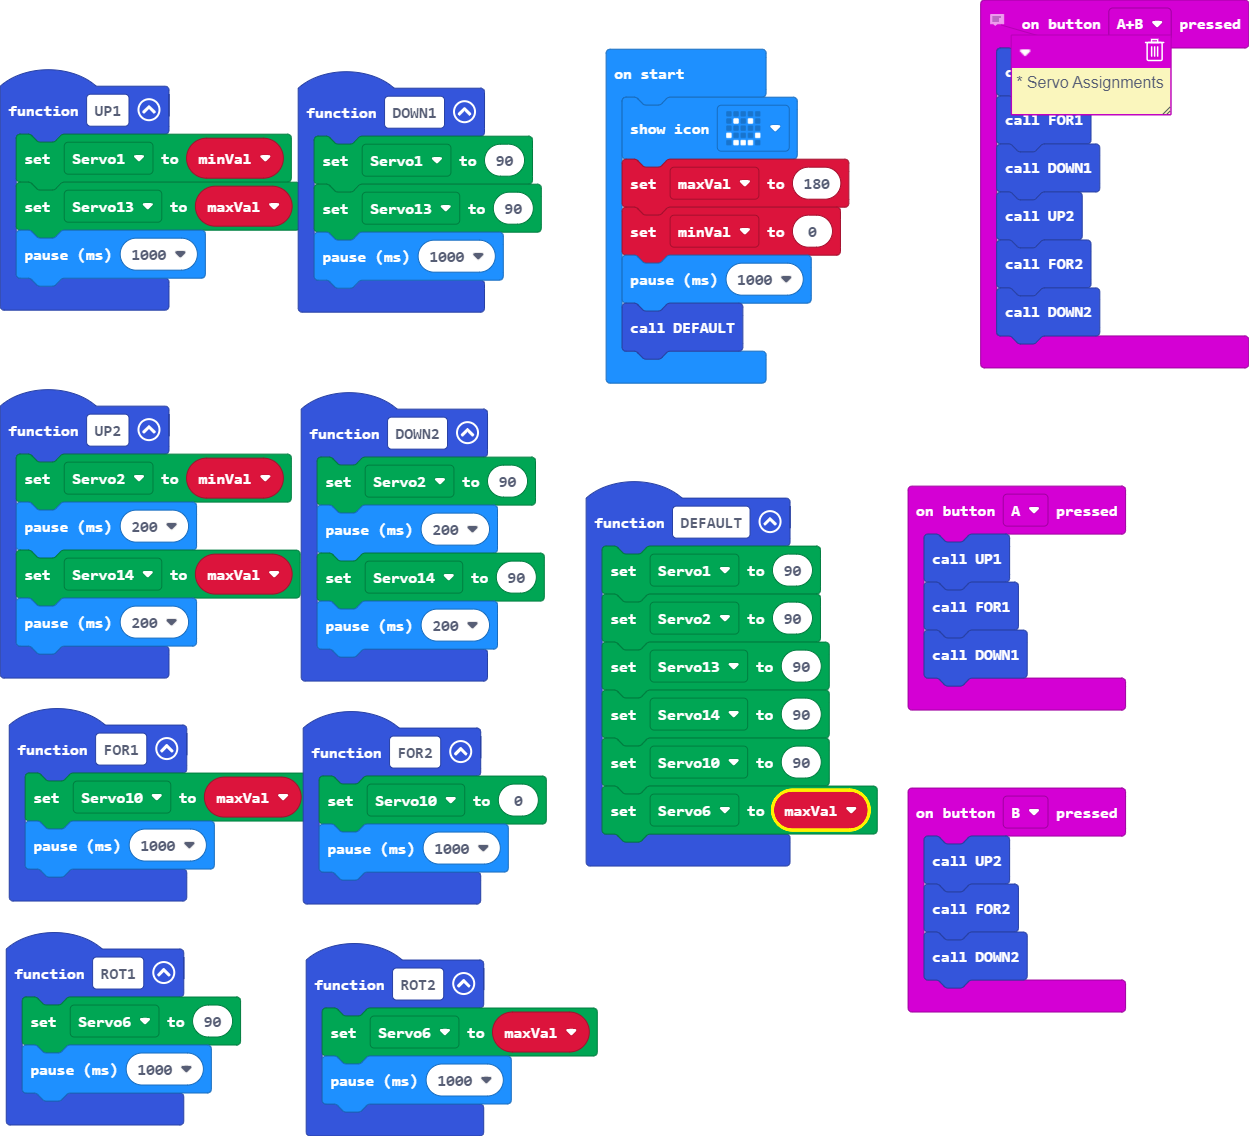 function UP1
set Servo1 to minVal
set Servo13 to maxVal
pause (ms) 1000
function DOWN1
set Servo1 to 90
set Servo13 to 90
pause (ms) 1000
on start
show icon
set maxVal to 180
set minVal to 0
pause (ms) 1000
call DEFAULT
on button A+B pressed
* Servo Assignments
call FOR1
call DOWN1
call UP2
call FOR2
call DOWN2
function UP2
set Servo2 to minVal
pause (ms) 200
set Servo14 to maxVal
pause (ms) 200
function DOWN2
set Servo2 to 90
pause (ms) 200
set Servo14 to 90
pause (ms) 200
function DEFAULT
set Servo1 to 90
set Servo2 to 90
set Servo13 to 90
set Servo14 to 90
set Servo10 to 90
set Servo6 to maxVal
on button A pressed
call UP1
call FOR1
call DOWN1
function FOR1
set Servo10 to maxVal
pause (ms) 1000
function FOR2
set Servo10 to 0
pause (ms) 1000
on button B pressed
call UP2
call FOR2
call DOWN2
function ROT1
set Servo6 to 90
pause (ms) 1000
function ROT2
set Servo6 to maxVal
pause (ms) 1000